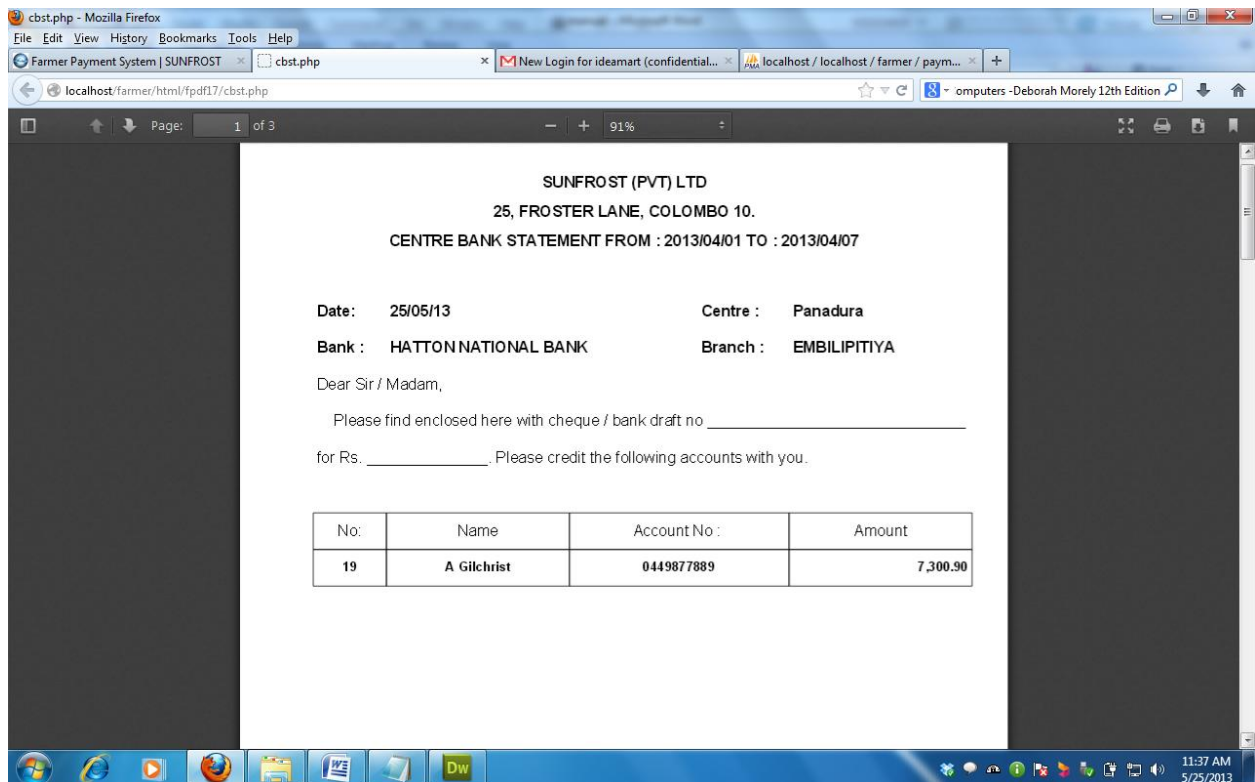 cbst.php - Mozilla Firefox
File Edit View History Bookmarks Tools Help
Farmer Payment System | SUNFROST
cbst.php
New Login for ideamart (confidential...
localhost / localhost / farmer / paym...
localhost/farmer/html/fpdf17/cbst.php
omputers -Deborah Morely 12th Edition
Page: 1 of 3
91%
SUNFROST (PVT) LTD
25, FROSTER LANE, COLOMBO 10.
CENTRE BANK STATEMENT FROM : 2013/04/01 TO : 2013/04/07
Date: 25/05/13 Centre : Panadura
Bank : HATTON NATIONAL BANK Branch : EMBILIPITIYA
Dear Sir / Madam,
Please find enclosed here with cheque / bank draft no ______________________________
for Rs. ______________. Please credit the following accounts with you.
No: Name Account No : Amount
19 A Gilchrist 0449877889 7,300.90
Dw
11:37 AM
5/25/2013